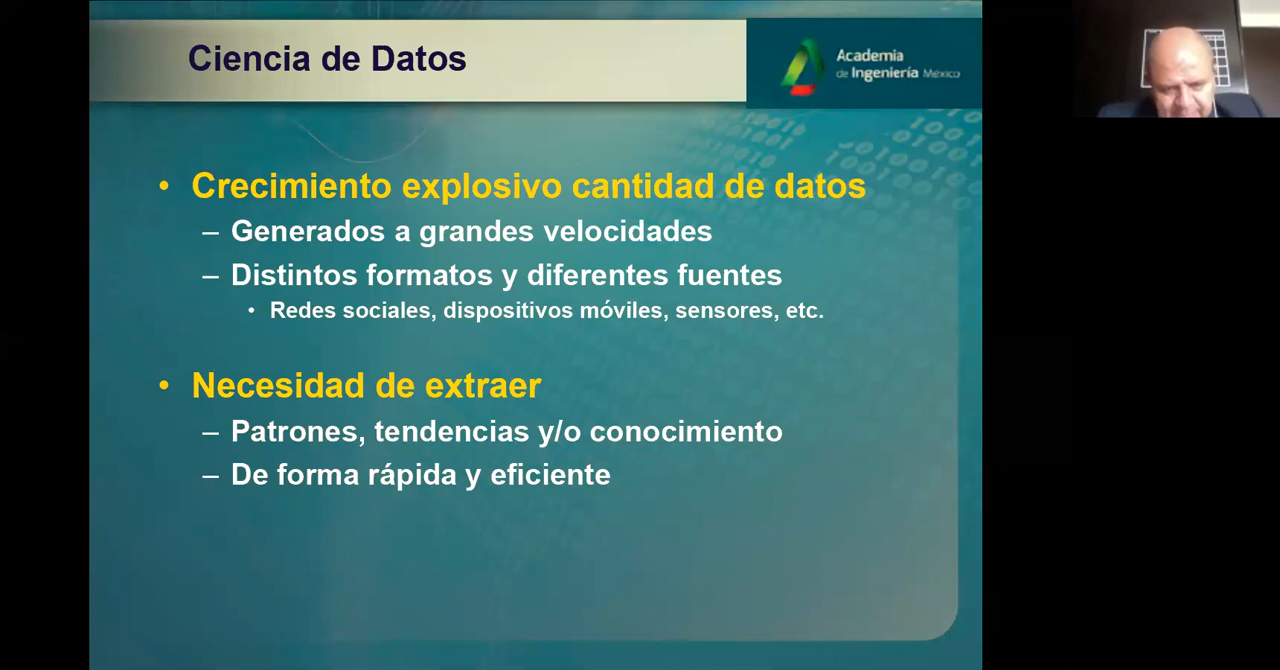 Ciencia de Datos
Academia
de Ingeniería México
• Crecimiento explosivo cantidad de datos
– Generados a grandes velocidades
– Distintos formatos y diferentes fuentes
• Redes sociales, dispositivos móviles, sensores, etc.
• Necesidad de extraer
– Patrones, tendencias y/o conocimiento
– De forma rápida y eficiente